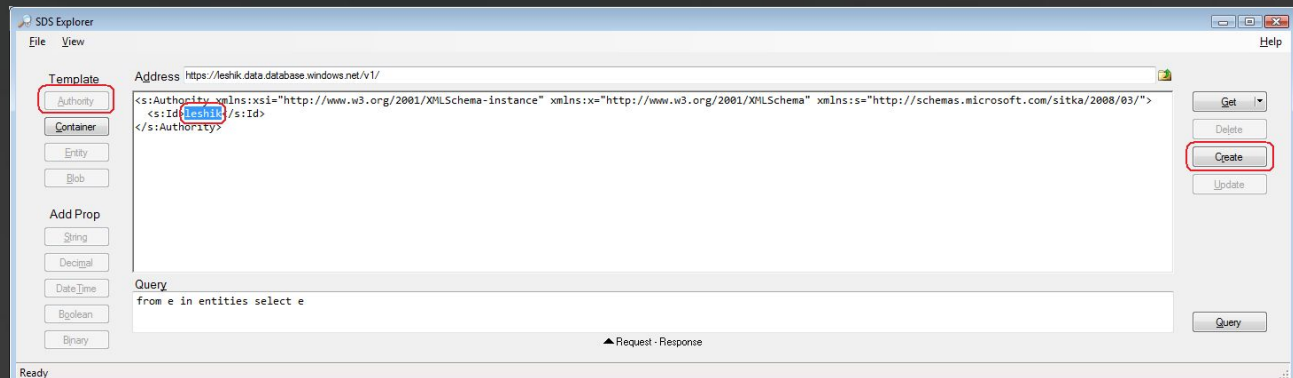 SDS Explorer
File View Help
Template
Authority
Container
Entity
Blob
Add Prop
String
Decimal
DateTime
Boolean
Binary
Address https://leshik.data.database.windows.net/v1/
<s:Authority xmlns:xsi="http://www.w3.org/2001/XMLSchema-instance" xmlns:x="http://www.w3.org/2001/XMLSchema" xmlns:s="http://schemas.microsoft.com/sitka/2008/03/">
<s:Id>leshik</s:Id>
</s:Authority>
Query
from e in entities select e
Request - Response
Get
Delete
Create
Update
Query
Ready